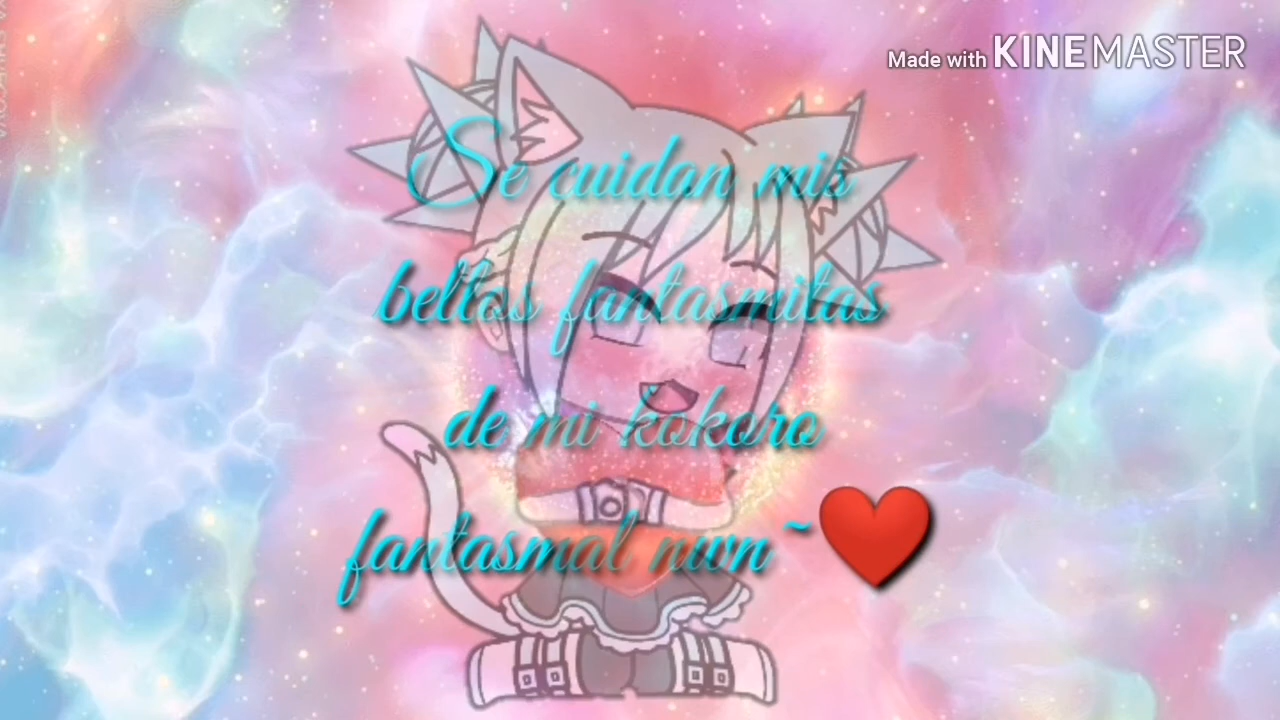 Made with KINEMASTER
Se cuidan mis
bellos fantasmitas
de mi kokoro
fantasmal nwn~❤